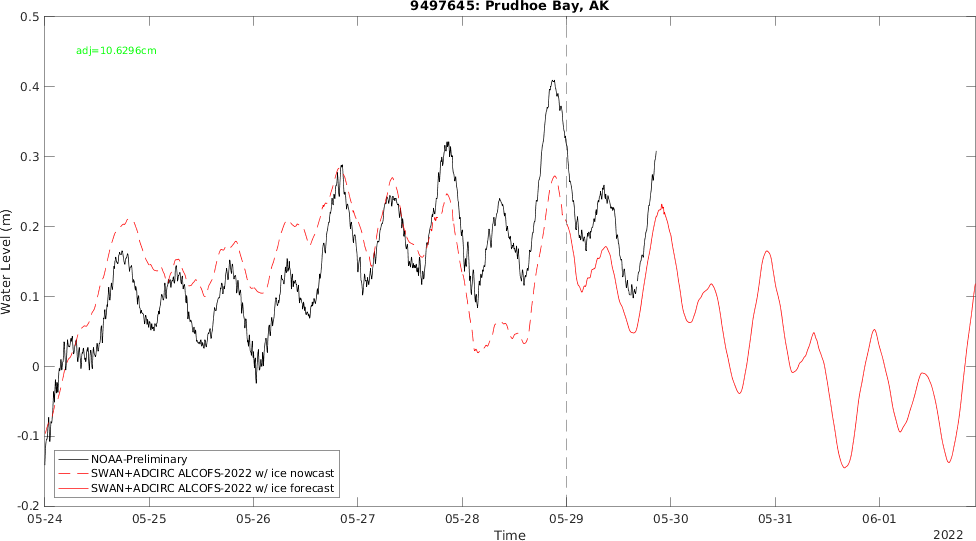 9497645: Prudhoe Bay, AK
0.5
adj=10.6296cm
0.4
0.3
0.2
0.1
0
-0.1
-0.2
Water Level (m)
NOAA-Preliminary
SWAN+ADCIRC ALCOFS-2022 w/ ice nowcast
SWAN+ADCIRC ALCOFS-2022 w/ ice forecast
05-24 05-25 05-26 05-27 05-28 05-29 05-30 05-31 06-01
Time
2022